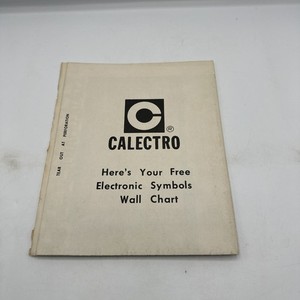 C
®
CALECTRO
Here's Your Free
Electronic Symbols
Wall Chart
TEAR OUT AT PERFORATION